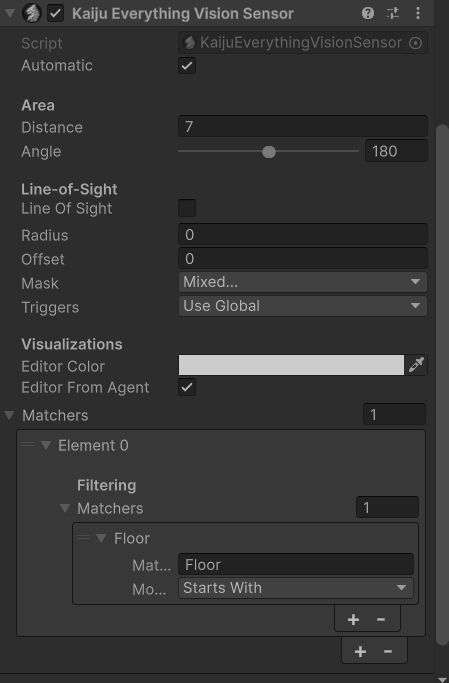 Kaiju Everything Vision Sensor
Script KaijuEverythingVisionSensor
Automatic
Area
Distance 7
Angle 180
Line-of-Sight
Line Of Sight
Radius 0
Offset 0
Mask Mixed...
Triggers Use Global
Visualizations
Editor Color
Editor From Agent
Matchers 1
Element 0
Filtering
Matchers 1
Floor
Mat... Floor
Mo... Starts With
+ -
+ -